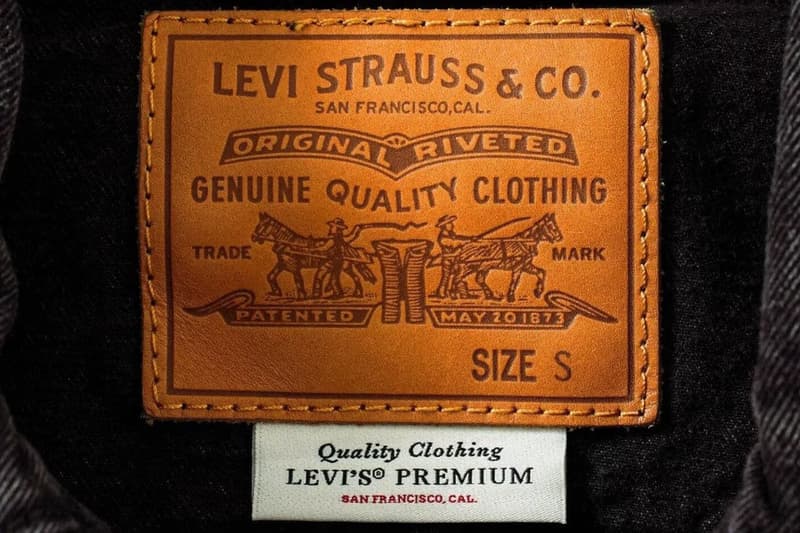 LEVI STRAUSS & CO.
SAN FRANCISCO, CAL.
ORIGINAL RIVETED
GENUINE QUALITY CLOTHING
TRADE MARK
PATENTED MAY 20 1873
SIZE S
Quality Clothing
LEVI'S® PREMIUM
SAN FRANCISCO, CAL.